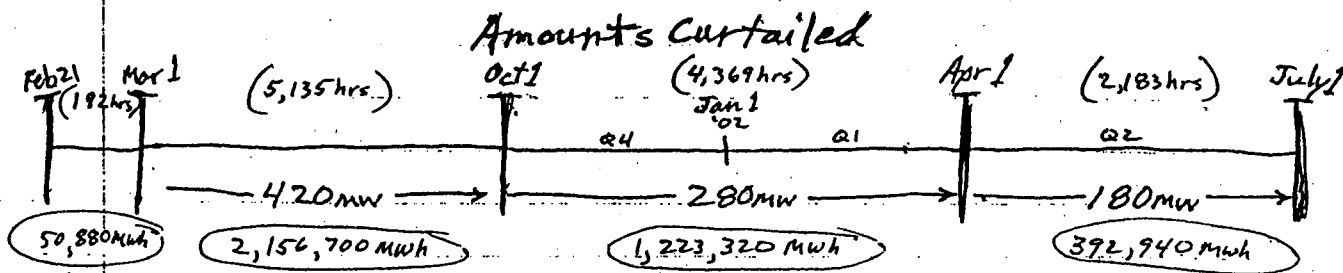 Amounts Curtailed
Feb 21 Mar 1 (5,135 hrs) Oct 1 (4,369 hrs) Apr 1 (2,183 hrs) July 1
(192 hrs) Jan 1
'02
Q4 Q1 Q2
420 mw 280 mw 180 mw
50,880 mwh 2,156,700 mwh 1,223,320 mwh 392,940 mwh